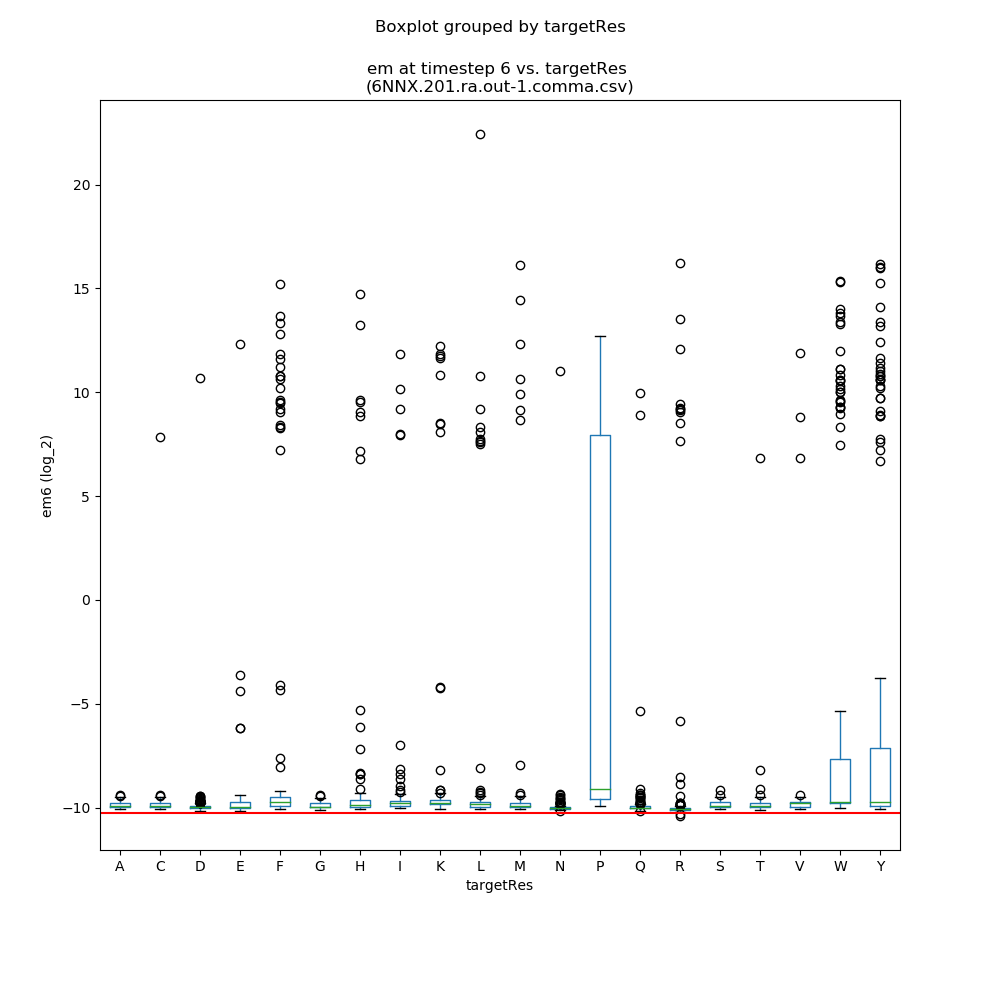 Boxplot grouped by targetRes
em at timestep 6 vs. targetRes
(6NNX.201.ra.out-1.comma.csv)
20
15
10
5
0
−5
−10
em6 (log_2)
A C D E F G H I K L M N P Q R S T V W Y
targetRes